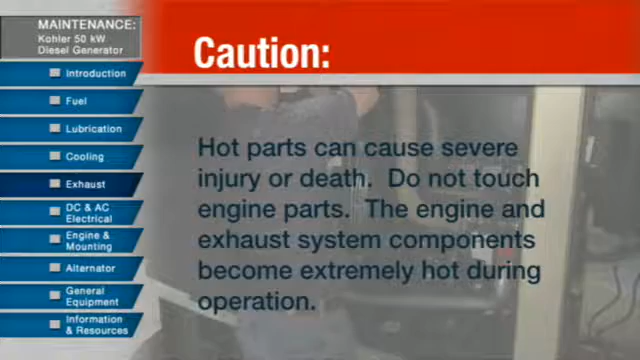 MAINTENANCE:
Kohler 50 kW
Diesel Generator
Introduction
Fuel
Lubrication
Cooling
Exhaust
DC & AC
Electrical
Engine &
Mounting
Alternator
General
Equipment
Information
& Resources
Caution:
Hot parts can cause severe
injury or death. Do not touch
engine parts. The engine and
exhaust system components
become extremely hot during
operation.